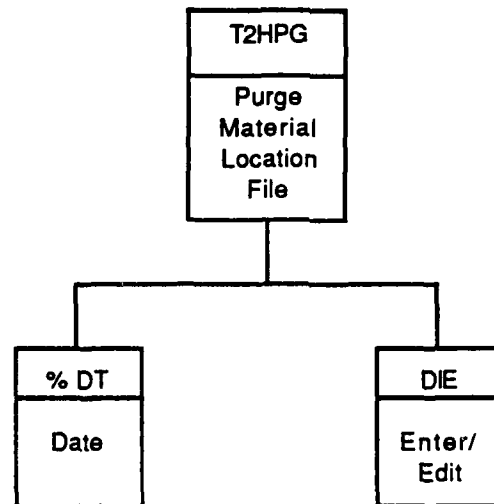 T2HPG
Purge
Material
Location
File
% DT
Date
DIE
Enter/
Edit